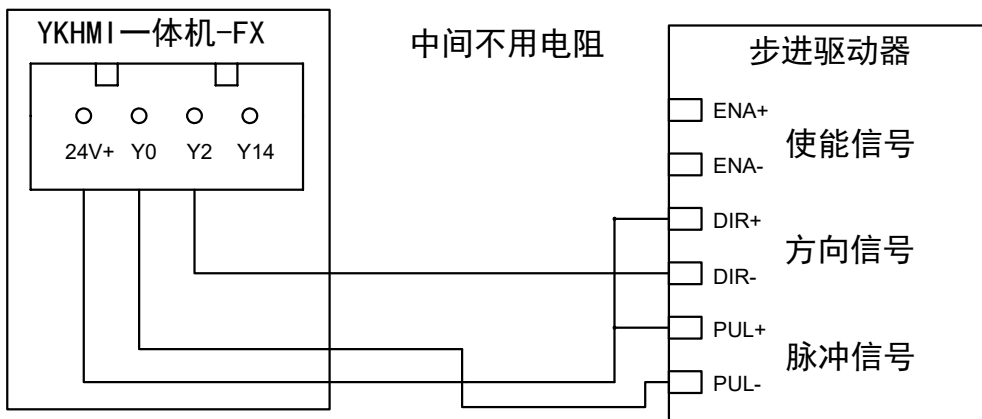 YKHMI一体机-FX
中间不用电阻
步进驱动器
24V+ Y0 Y2 Y14
ENA+
使能信号
ENA-
DIR+
方向信号
DIR-
PUL+
脉冲信号
PUL-